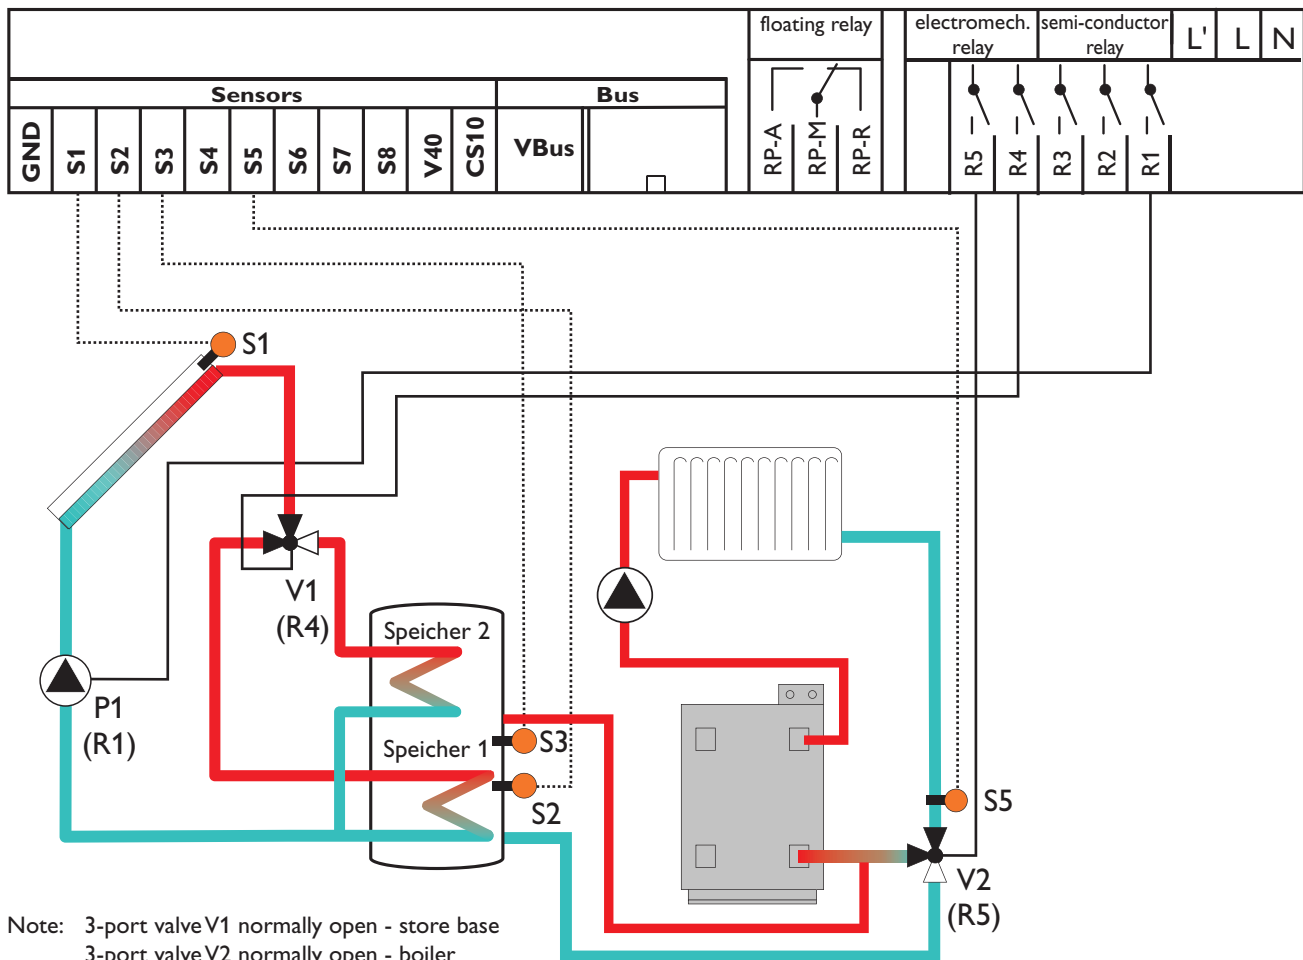 floating relay
electromech. relay
semi-conductor relay
L'
L
N
Sensors
Bus
GND
S1
S2
S3
S4
S5
S6
S7
S8
V40
CS10
VBus
RP-A
RP-M
RP-R
R5
R4
R3
R2
R1
S1
V1
(R4)
Speicher 2
P1
(R1)
Speicher 1
S3
S2
S5
V2
(R5)
Note: 3-port valve V1 normally open - store base
3-port valve V2 normally open - boiler